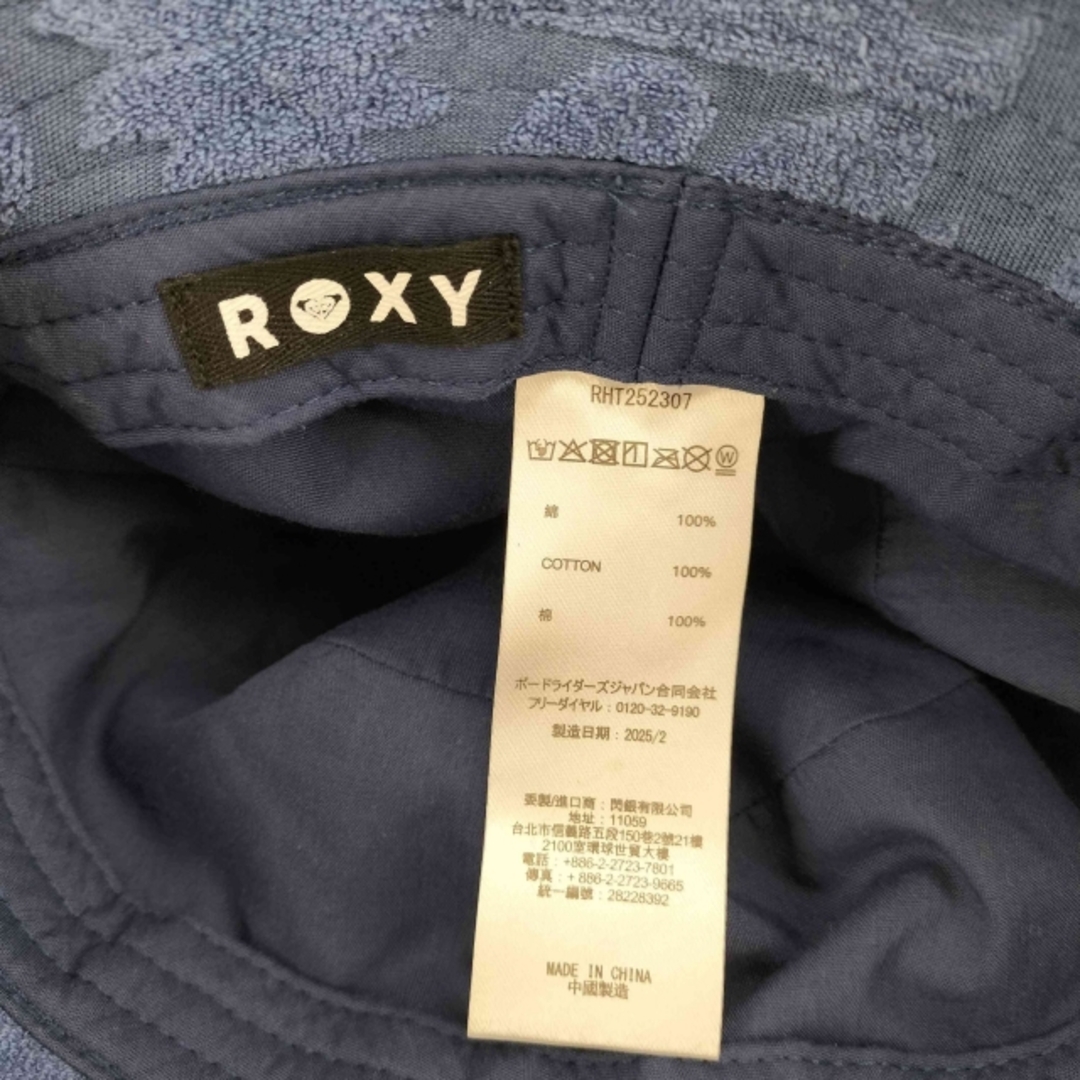 ROXY
RHT252307
W
綿 100%
COTTON 100%
棉 100%
ボードライダーズジャパン合同会社
フリーダイヤル：0120-32-9190
製造日期：2025/2
委製/進口商：閃銀有限公司
地址：11059
台北市信義路五段150巷2號21樓
2100室環球世貿大樓
電話：+886-2-2723-7801
傳真：+886-2-2723-9665
統一編號：28228392
MADE IN CHINA
中國製造